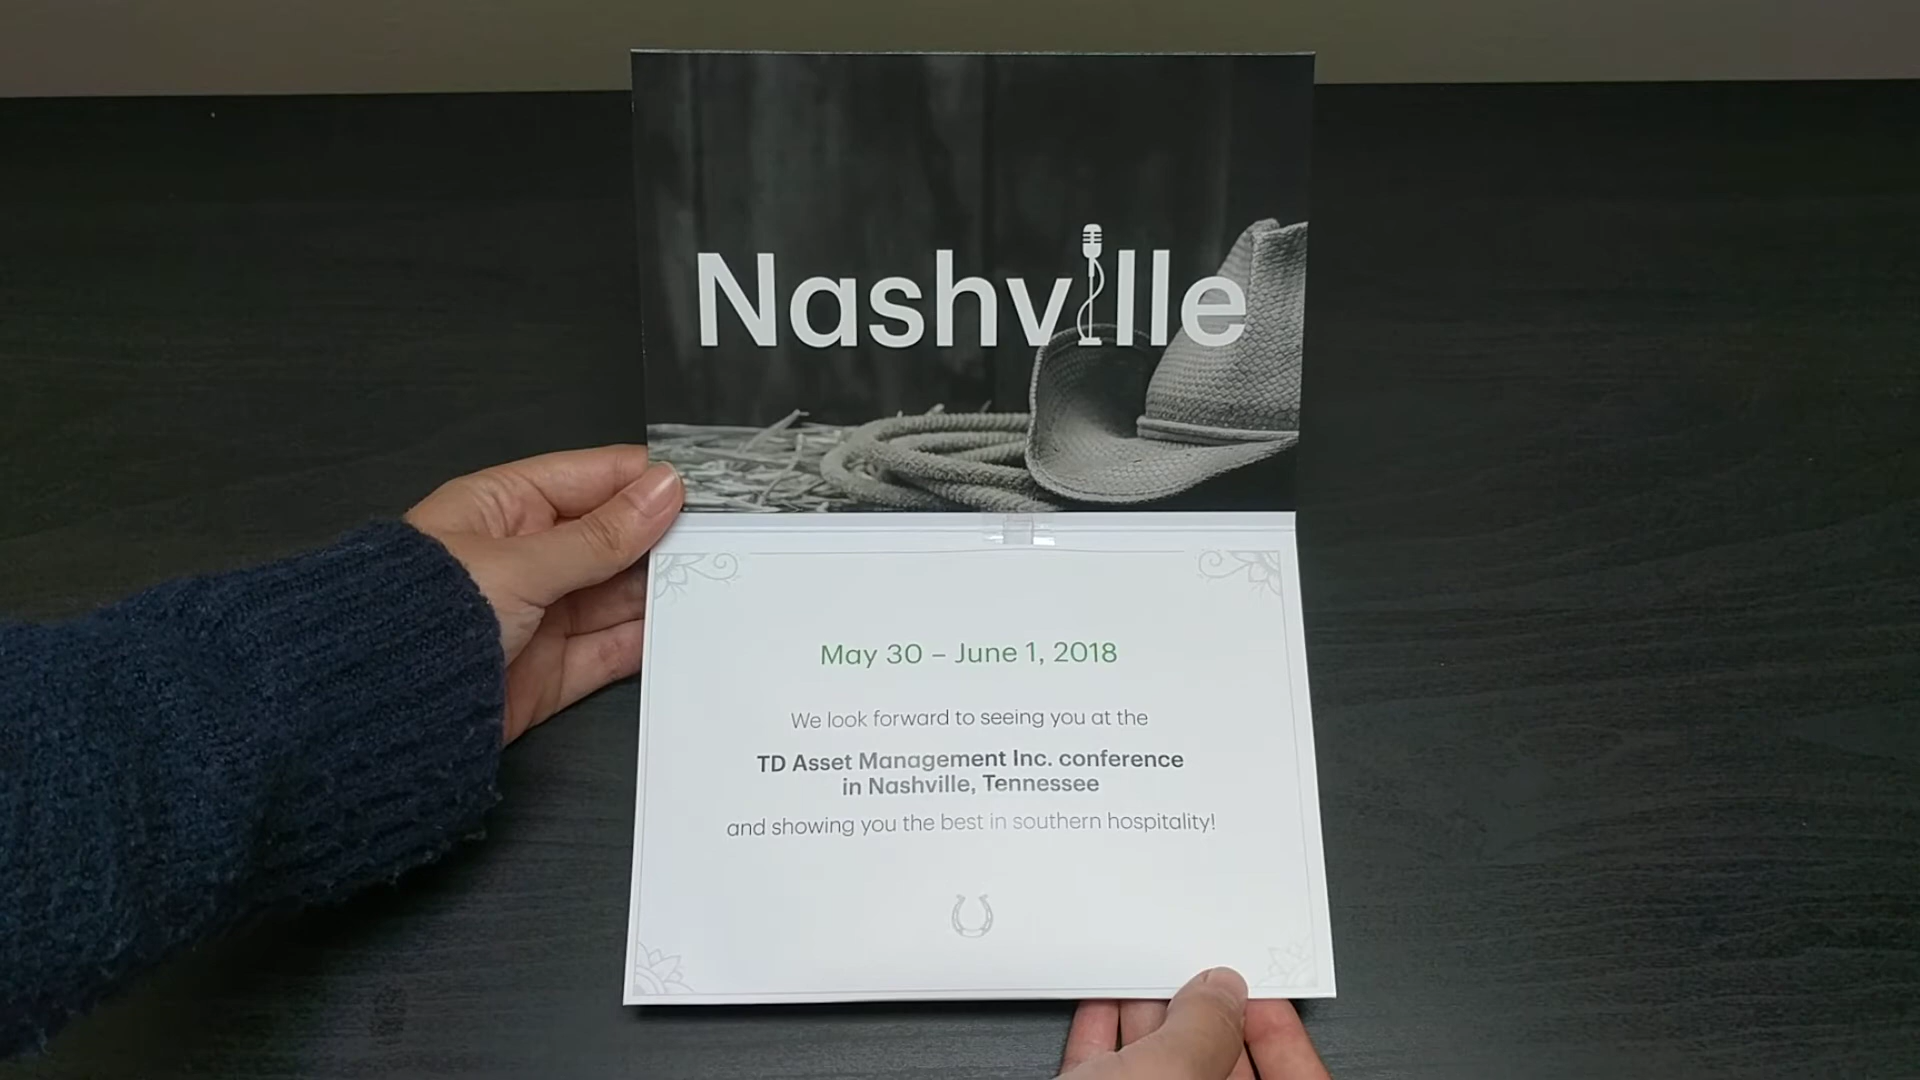 Nashville
May 30 – June 1, 2018
We look forward to seeing you at the
TD Asset Management Inc. conference
in Nashville, Tennessee
and showing you the best in southern hospitality!